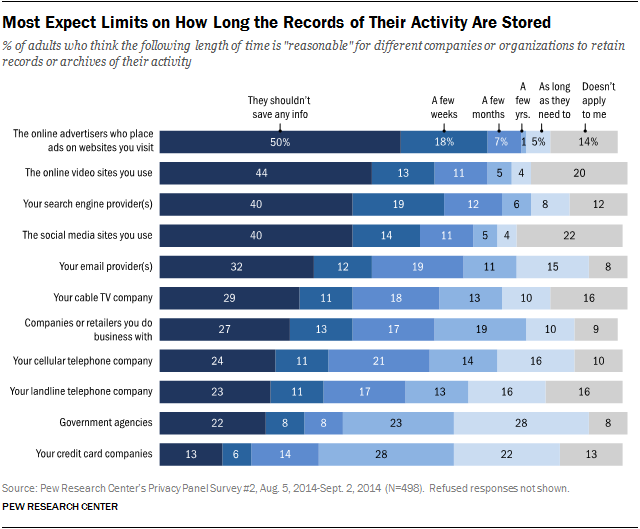 Most Expect Limits on How Long the Records of Their Activity Are Stored
% of adults who think the following length of time is "reasonable" for different companies or organizations to retain
records or archives of their activity
They shouldn't
save any info
A few
weeks
A few
months
A
few
yrs.
As long
as they
need to
Doesn't
apply
to me
The online advertisers who place
ads on websites you visit
50% 18% 7% 1 5% 14%
The online video sites you use 44 13 11 5 4 20
Your search engine provider(s) 40 19 12 6 8 12
The social media sites you use 40 14 11 5 4 22
Your email provider(s) 32 12 19 11 15 8
Your cable TV company 29 11 18 13 10 16
Companies or retailers you do
business with
27 13 17 19 10 9
Your cellular telephone company 24 11 21 14 16 10
Your landline telephone company 23 11 17 13 16 16
Government agencies 22 8 8 23 28 8
Your credit card companies 13 6 14 28 22 13
Source: Pew Research Center's Privacy Panel Survey #2, Aug. 5, 2014-Sept. 2, 2014 (N=498). Refused responses not shown.
PEW RESEARCH CENTER